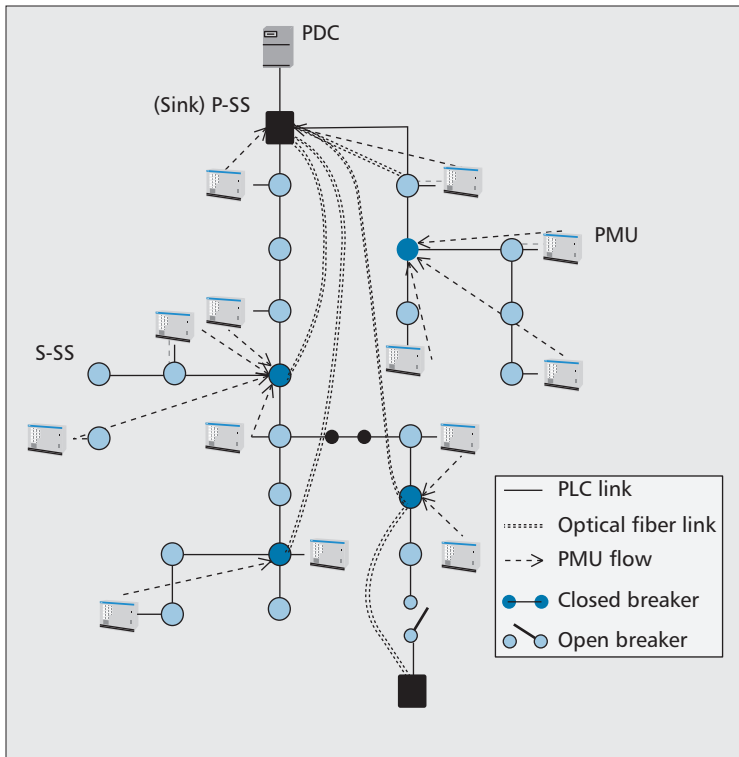 PDC
(Sink) P-SS
PMU
S-SS
PLC link
Optical fiber link
PMU flow
Closed breaker
Open breaker